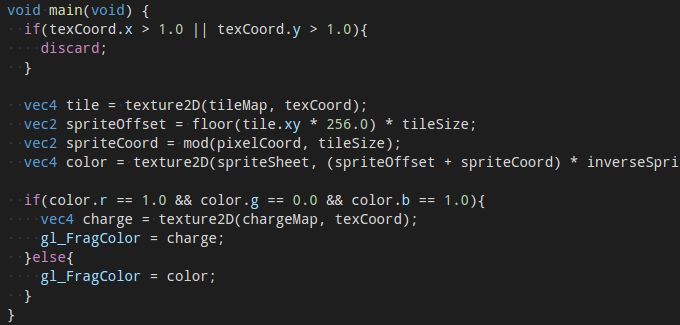 void main(void) {
  if(texCoord.x > 1.0 || texCoord.y > 1.0){
    discard;
  }

  vec4 tile = texture2D(tileMap, texCoord);
  vec2 spriteOffset = floor(tile.xy * 256.0) * tileSize;
  vec2 spriteCoord = mod(pixelCoord, tileSize);
  vec4 color = texture2D(spriteSheet, (spriteOffset + spriteCoord) * inverseSpri

  if(color.r == 1.0 && color.g == 0.0 && color.b == 1.0){
    vec4 charge = texture2D(chargeMap, texCoord);
    gl_FragColor = charge;
  }else{
    gl_FragColor = color;
  }
}